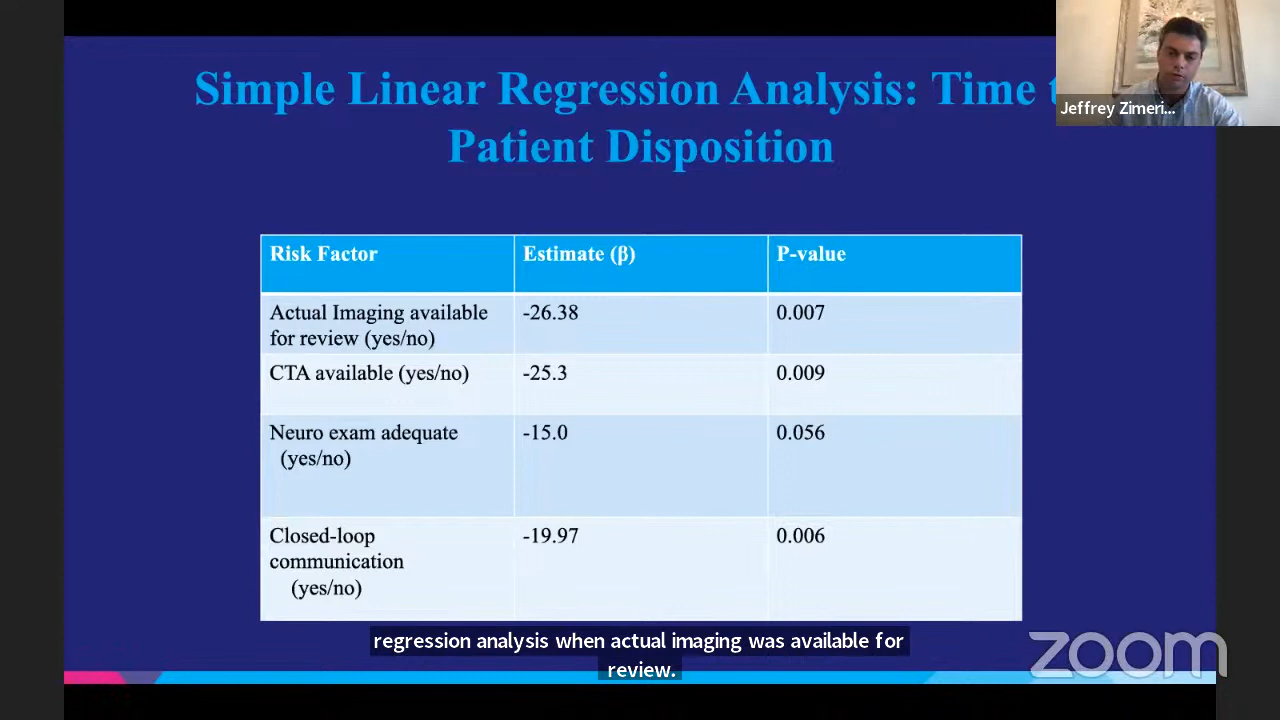 Simple Linear Regression Analysis: Time
Patient Disposition
Jeffrey Zimeri...
Risk Factor Estimate (β) P-value
Actual Imaging available -26.38 0.007
for review (yes/no)
CTA available (yes/no) -25.3 0.009
Neuro exam adequate -15.0 0.056
(yes/no)
Closed-loop -19.97 0.006
communication
(yes/no)
regression analysis when actual imaging was available for
review.
zoom